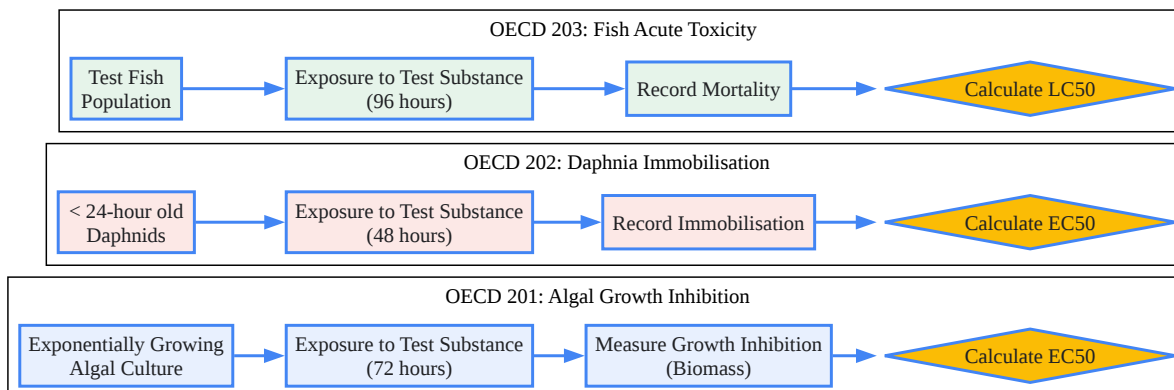 OECD 203: Fish Acute Toxicity
Test Fish
Population
Exposure to Test Substance
(96 hours)
Record Mortality
Calculate LC50
OECD 202: Daphnia Immobilisation
< 24-hour old
Daphnids
Exposure to Test Substance
(48 hours)
Record Immobilisation
Calculate EC50
OECD 201: Algal Growth Inhibition
Exponentially Growing
Algal Culture
Exposure to Test Substance
(72 hours)
Measure Growth Inhibition
(Biomass)
Calculate EC50